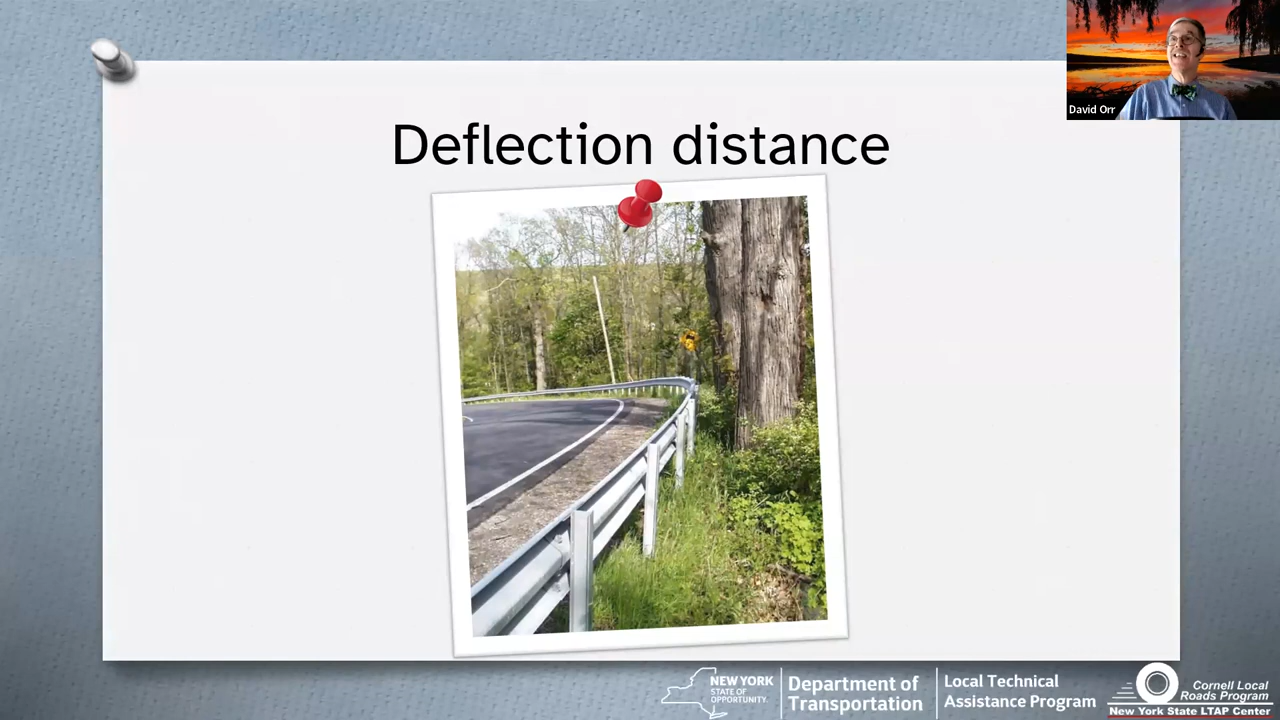 David Orr
Deflection distance
NEW YORK
STATE OF
OPPORTUNITY.
Department of
Transportation
Local Technical
Assistance Program
Cornell Local
Roads Program
New York State LTAP Center